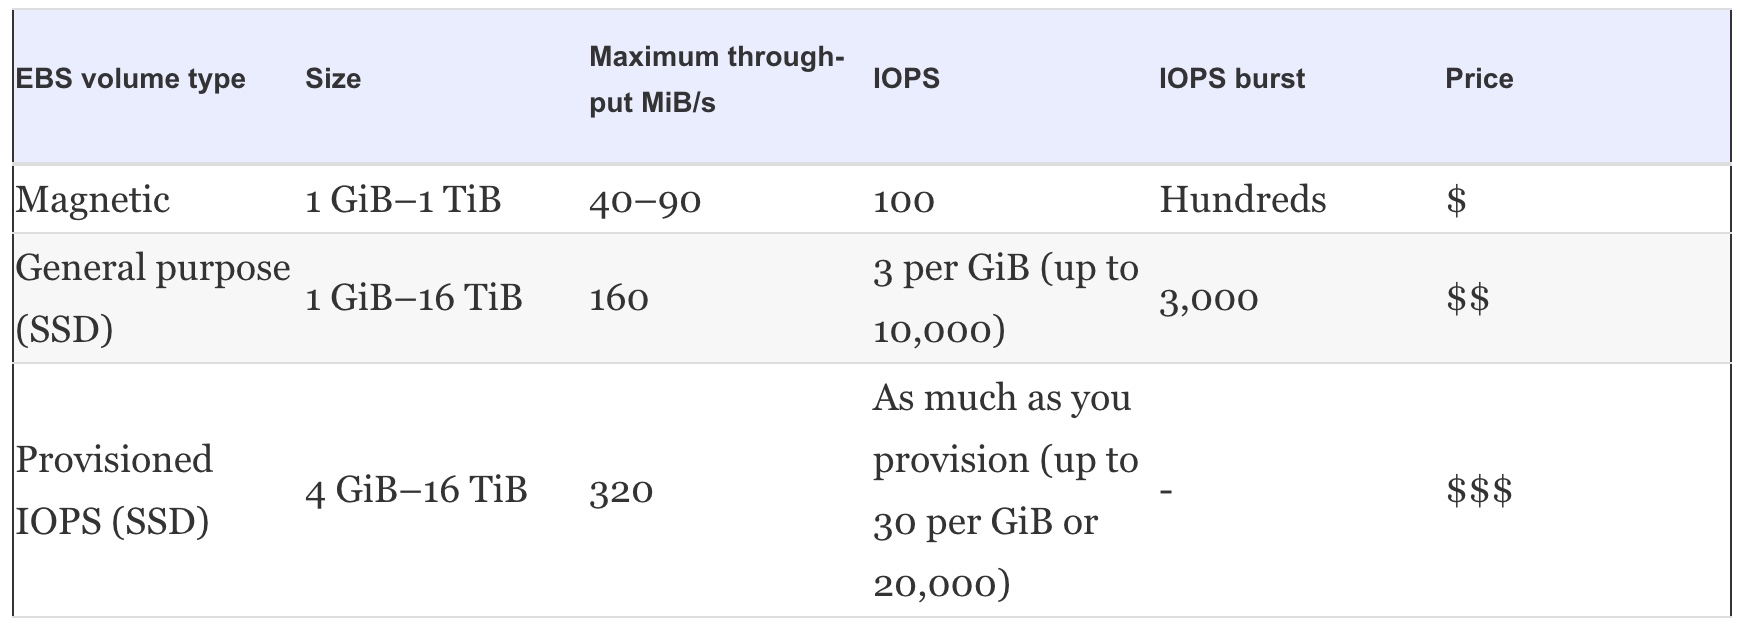 EBS volume type Size Maximum through-
put MiB/s IOPS IOPS burst Price
Magnetic 1 GiB–1 TiB 40–90 100 Hundreds $
General purpose
(SSD) 1 GiB–16 TiB 160 3 per GiB (up to
10,000) 3,000 $$
Provisioned
IOPS (SSD) 4 GiB–16 TiB 320 As much as you
provision (up to
30 per GiB or
20,000) - $$$